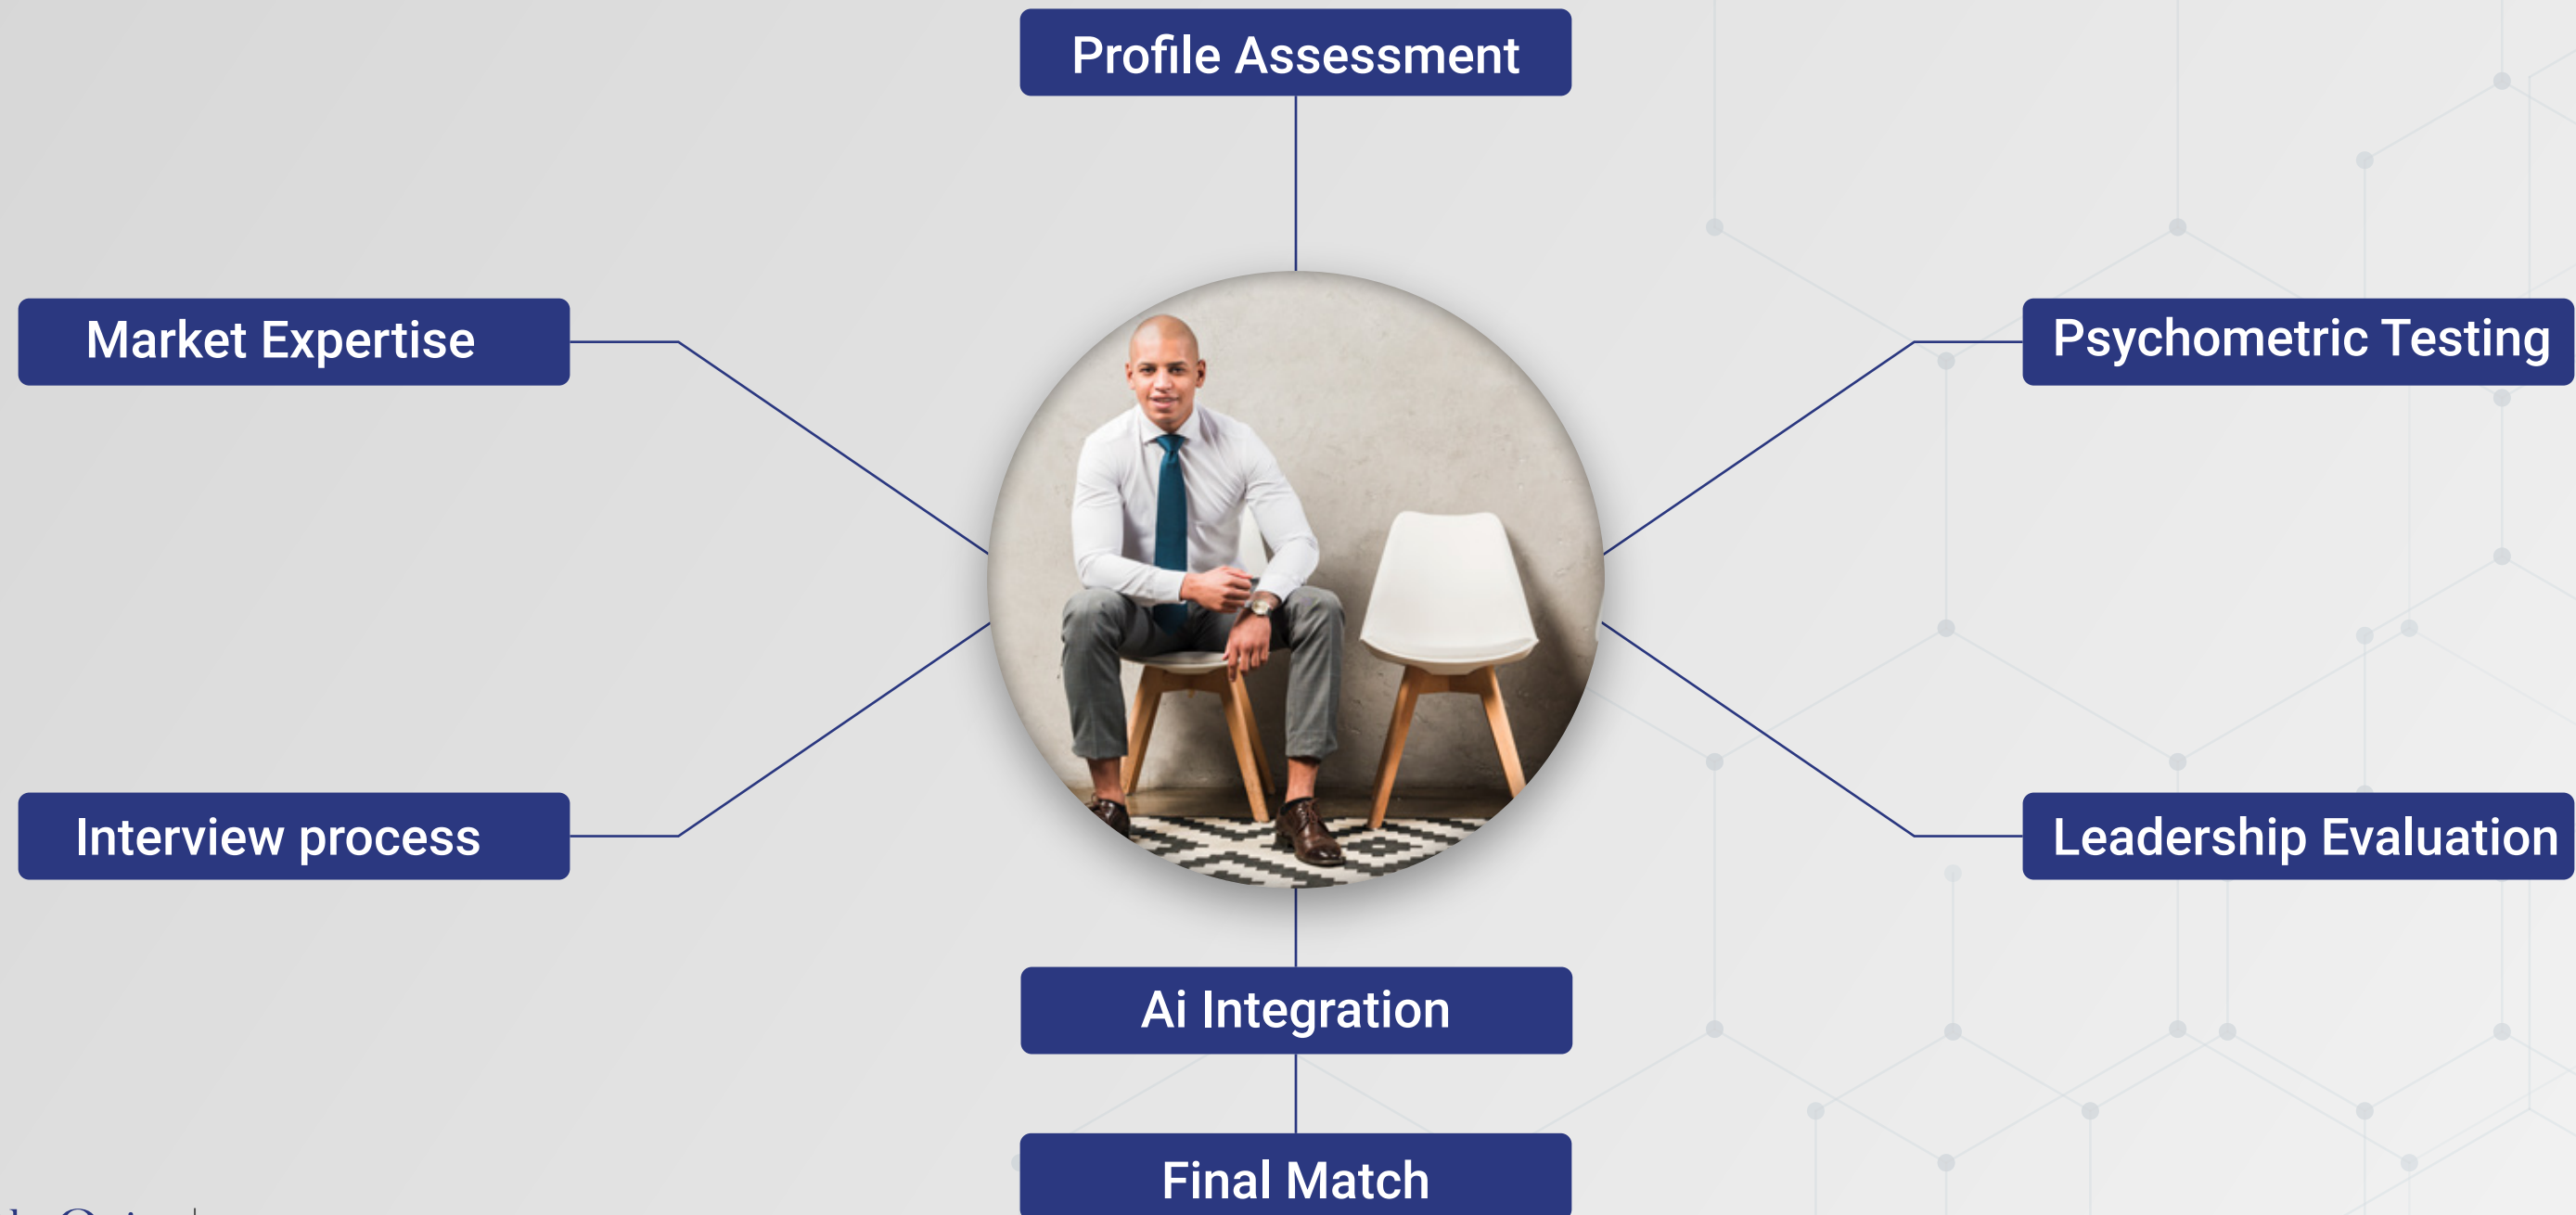 Profile Assessment
Market Expertise
Psychometric Testing
Interview process
Leadership Evaluation
Ai Integration
Final Match